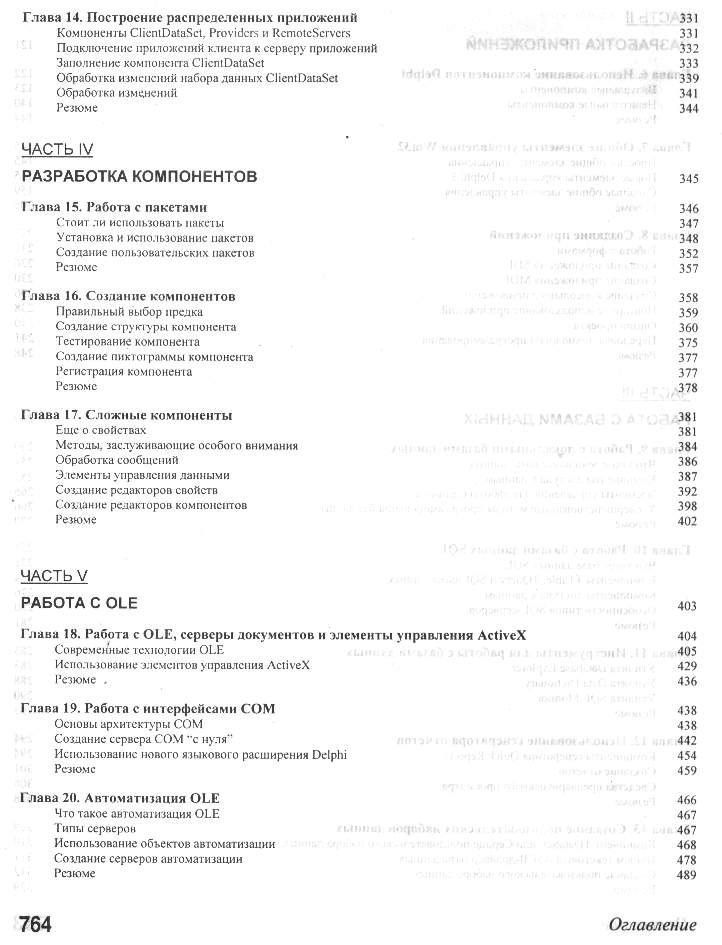 Глава 14. Построение распределенных приложений 331
Компоненты ClientDataSet, Providers и RemoteServers 331
Подключение приложений клиента к серверу приложений 332
Заполнение компонента ClientDataSet 333
Обработка изменений набора данных ClientDataSet 339
Обработка изменений 341
Резюме 344
ЧАСТЬ IV
РАЗРАБОТКА КОМПОНЕНТОВ 345
Глава 15. Работа с пакетами 346
Стоит ли использовать пакеты 347
Установка и использование пакетов 348
Создание пользовательских пакетов 352
Резюме 357
Глава 16. Создание компонентов 358
Правильный выбор предка 359
Создание структуры компонента 360
Тестирование компонента 375
Создание пиктограммы компонента 377
Регистрация компонента 377
Резюме 378
Глава 17. Сложные компоненты 381
Еще о свойствах 381
Методы, заслуживающие особого внимания 384
Обработка сообщений 386
Элементы управления данными 387
Создание редакторов свойств 392
Создание редакторов компонентов 398
Резюме 402
ЧАСТЬ V
РАБОТА С OLE 403
Глава 18. Работа с OLE, серверы документов и элементы управления ActiveX 404
Современные технологии OLE 405
Использование элементов управления ActiveX 429
Резюме 436
Глава 19. Работа с интерфейсами COM 438
Основы архитектуры COM 438
Создание сервера COM “с нуля” 442
Использование нового языкового расширения Delphi 454
Резюме 459
Глава 20. Автоматизация OLE 466
Что такое автоматизация OLE 467
Типы серверов 467
Использование объектов автоматизации 468
Создание серверов автоматизации 478
Резюме 489
764 Оглавление